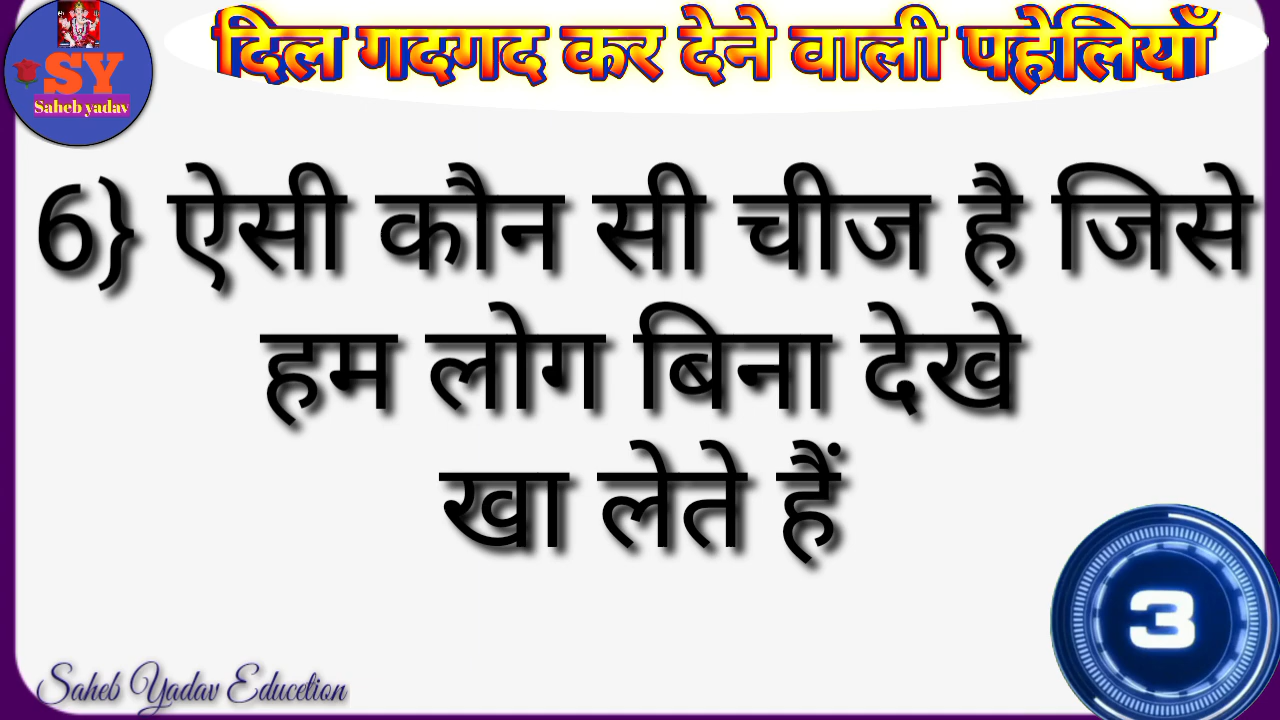 दिल गदगद कर देने वाली पहेलियाँ
SY
Saheb yadav
6} ऐसी कौन सी चीज है जिसे
हम लोग बिना देखे
खा लेते हैं
3
Saheb Yadav Educetion